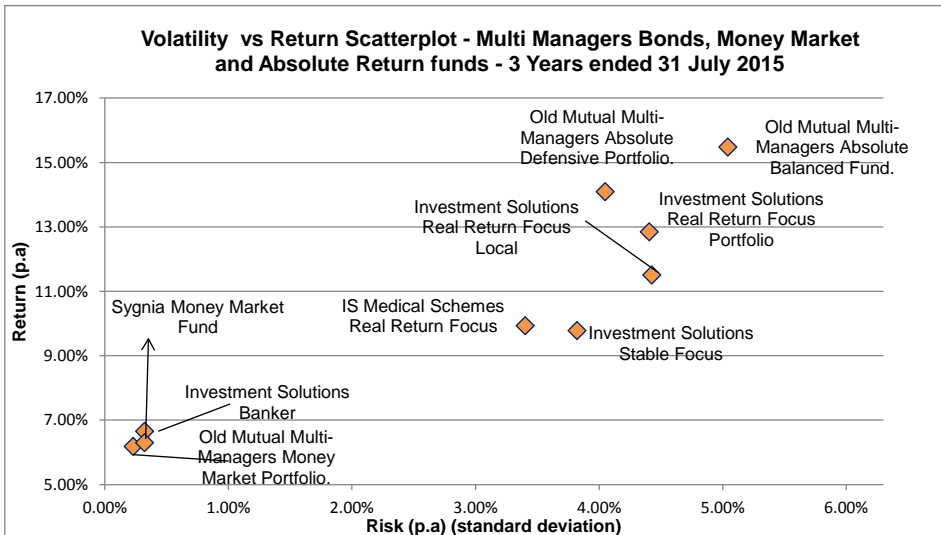 Volatility vs Return Scatterplot - Multi Managers Bonds, Money Market
and Absolute Return funds - 3 Years ended 31 July 2015
17.00%
15.00%
13.00%
11.00%
9.00%
7.00%
5.00%
Return (p.a)
Old Mutual Multi-
Managers Absolute
Defensive Portfolio.
Old Mutual Multi-
Managers Absolute
Balanced Fund.
Investment Solutions
Real Return Focus
Local
Investment Solutions
Real Return Focus
Portfolio
Sygnia Money Market
Fund
IS Medical Schemes
Real Return Focus
Investment Solutions
Stable Focus
Investment Solutions
Banker
Old Mutual Multi-
Managers Money
Market Portfolio.
0.00%
1.00%
2.00%
3.00%
4.00%
5.00%
6.00%
Risk (p.a) (standard deviation)